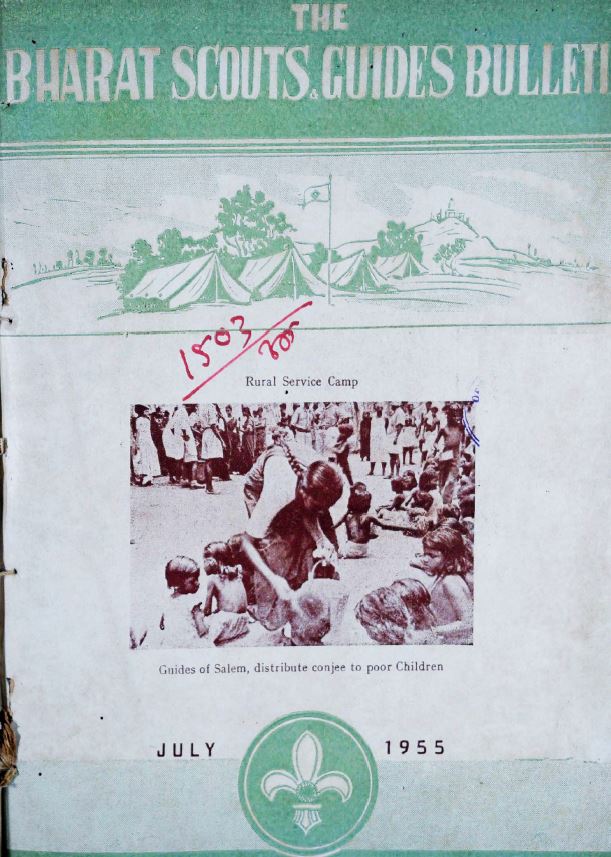 THE
BHARAT SCOUTS & GUIDES BULLETI
1503
Rural Service Camp
Guides of Salem, distribute conjee to poor Children
JULY 1955